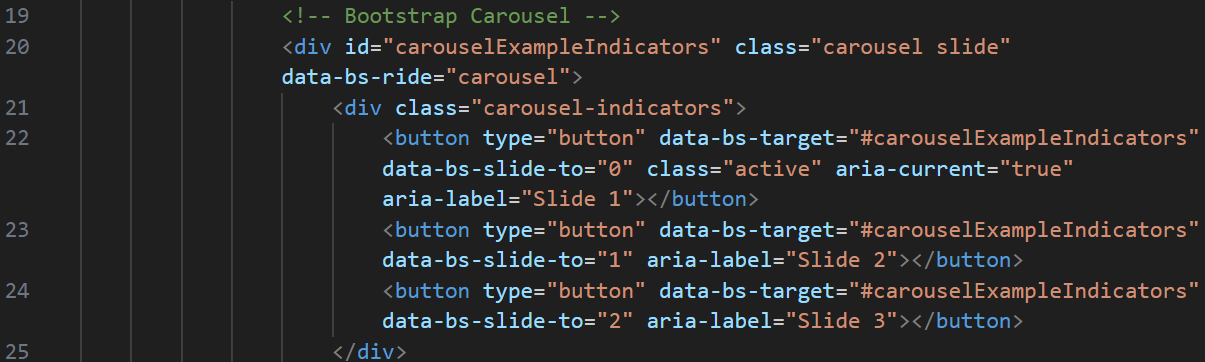 19 <!-- Bootstrap Carousel -->
20 <div id="carouselExampleIndicators" class="carousel slide"
data-bs-ride="carousel">
21 <div class="carousel-indicators">
22 <button type="button" data-bs-target="#carouselExampleIndicators"
data-bs-slide-to="0" class="active" aria-current="true"
aria-label="Slide 1"></button>
23 <button type="button" data-bs-target="#carouselExampleIndicators"
data-bs-slide-to="1" aria-label="Slide 2"></button>
24 <button type="button" data-bs-target="#carouselExampleIndicators"
data-bs-slide-to="2" aria-label="Slide 3"></button>
25 </div>